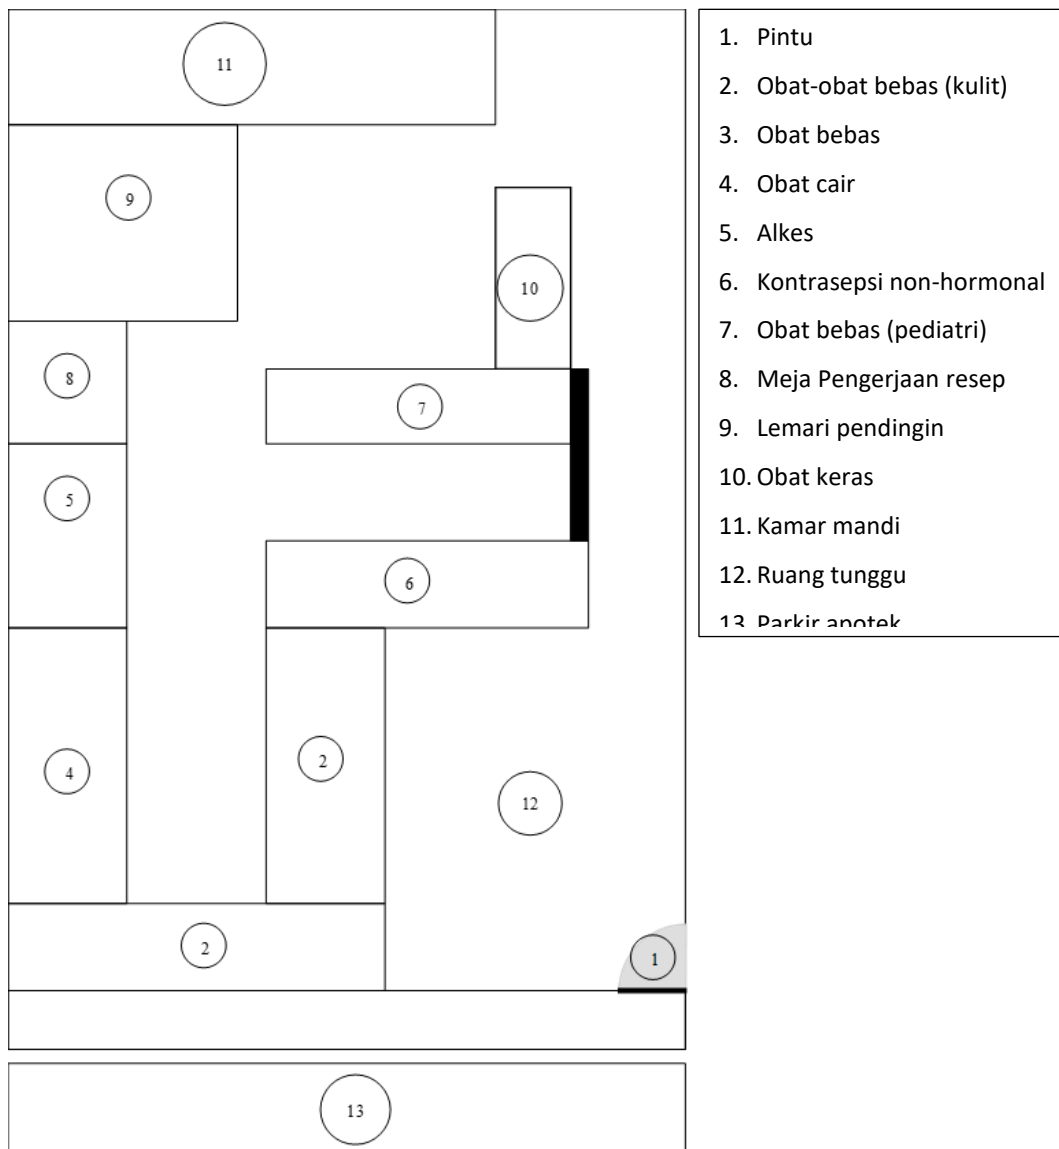 11
9
10
8
7
5
6
2
4
12
2
1
13
1. Pintu
2. Obat-obat bebas (kulit)
3. Obat bebas
4. Obat cair
5. Alkes
6. Kontrasepsi non-hormonal
7. Obat bebas (pediatri)
8. Meja Pengerjaan resep
9. Lemari pendingin
10. Obat keras
11. Kamar mandi
12. Ruang tunggu
13. Parkir apotek